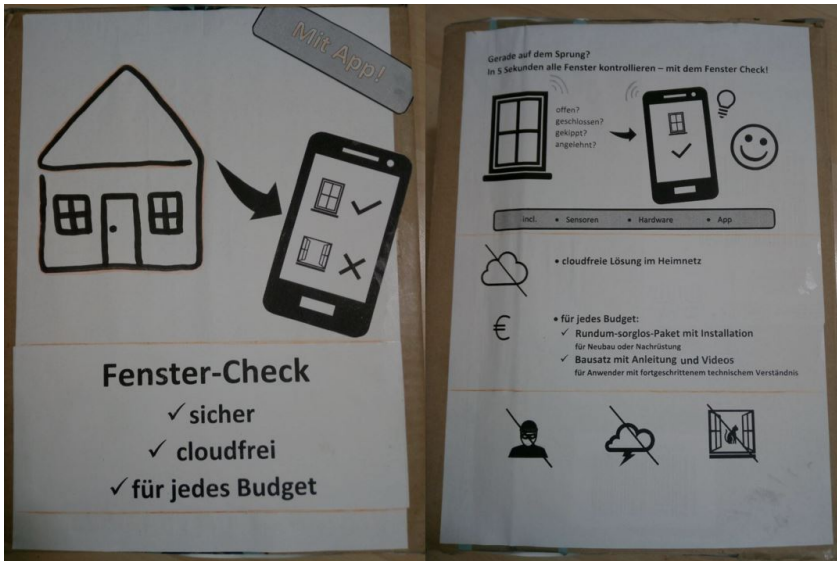 Mit App!
Fenster-Check
✓ sicher
✓ cloudfrei
✓ für jedes Budget
Gerade auf dem Sprung?
In 5 Sekunden alle Fenster kontrollieren – mit dem Fenster Check!
offen?
geschlossen?
gekippt?
angelehnt?
incl. • Sensoren • Hardware • App
• cloudfreie Lösung im Heimnetz
€
• für jedes Budget:
✓ Rundum-sorglos-Paket mit Installation
für Neubau oder Nachrüstung
✓ Bausatz mit Anleitung und Videos
für Anwender mit fortgeschrittenem technischem Verständnis